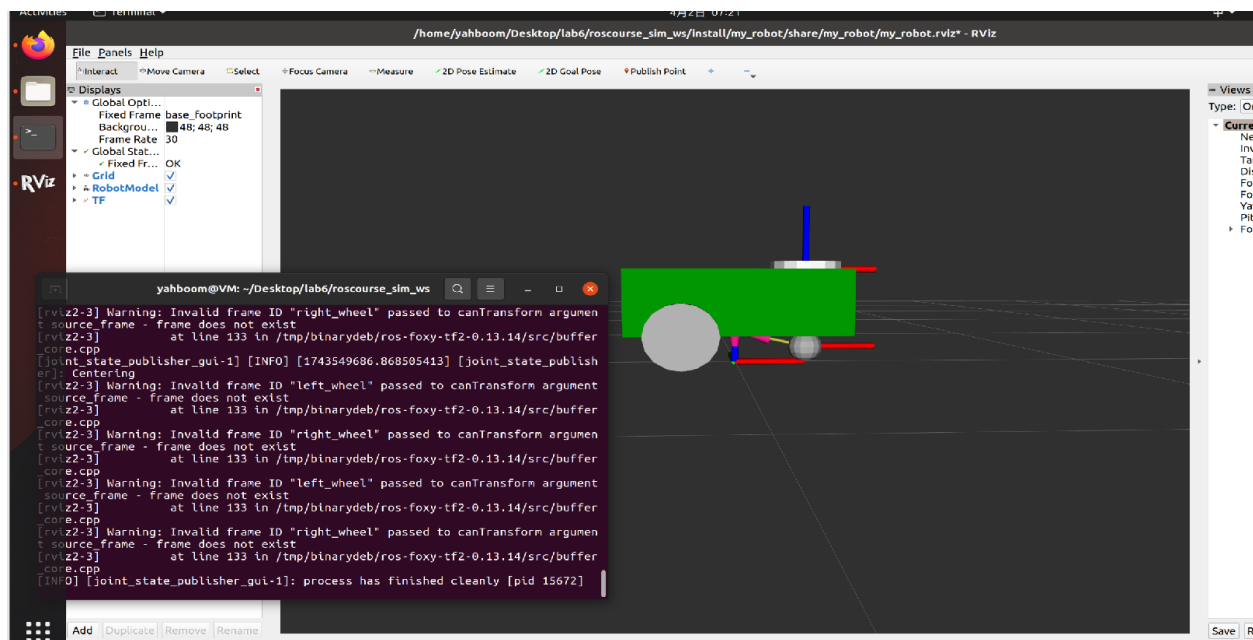 Activities
Terminal
4月2日 07:21
中
/home/yahboom/Desktop/lab6/roscourse_sim_ws/install/my_robot/share/my_robot/my_robot.rviz* - RViz
File Panels Help
Interact Move Camera Select Focus Camera Measure 2D Pose Estimate 2D Goal Pose Publish Point
Displays
Global Opti...
Fixed Frame base_footprint
Backgrou... 48; 48; 48
Frame Rate 30
Global Stat...
Fixed Fr... OK
Grid
RobotModel
TF
RViz
yahboom@VM: ~/Desktop/lab6/roscourse_sim_ws
[rviz2-3] Warning: Invalid frame ID "right_wheel" passed to canTransform argumen
t source_frame - frame does not exist
[rviz2-3] at line 133 in /tmp/binarydeb/ros-foxy-tf2-0.13.14/src/buffer
_core.cpp
[joint_state_publisher_gui-1] [INFO] [1743549686.868505413] [joint_state_publish
er]: Centering
[rviz2-3] Warning: Invalid frame ID "left_wheel" passed to canTransform argument
source_frame - frame does not exist
[rviz2-3] at line 133 in /tmp/binarydeb/ros-foxy-tf2-0.13.14/src/buffer
_core.cpp
[rviz2-3] Warning: Invalid frame ID "right_wheel" passed to canTransform argumen
t source_frame - frame does not exist
[rviz2-3] at line 133 in /tmp/binarydeb/ros-foxy-tf2-0.13.14/src/buffer
_core.cpp
[rviz2-3] Warning: Invalid frame ID "left_wheel" passed to canTransform argument
source_frame - frame does not exist
[rviz2-3] at line 133 in /tmp/binarydeb/ros-foxy-tf2-0.13.14/src/buffer
_core.cpp
[rviz2-3] Warning: Invalid frame ID "right_wheel" passed to canTransform argumen
t source_frame - frame does not exist
[rviz2-3] at line 133 in /tmp/binarydeb/ros-foxy-tf2-0.13.14/src/buffer
_core.cpp
[INFO] [joint_state_publisher_gui-1]: process has finished cleanly [pid 15672]
Add Duplicate Remove Rename
Views
Type: O
Curre
Ne
Inv
Ta
Dis
Fo
Fo
Ya
Pit
Fo
Save R